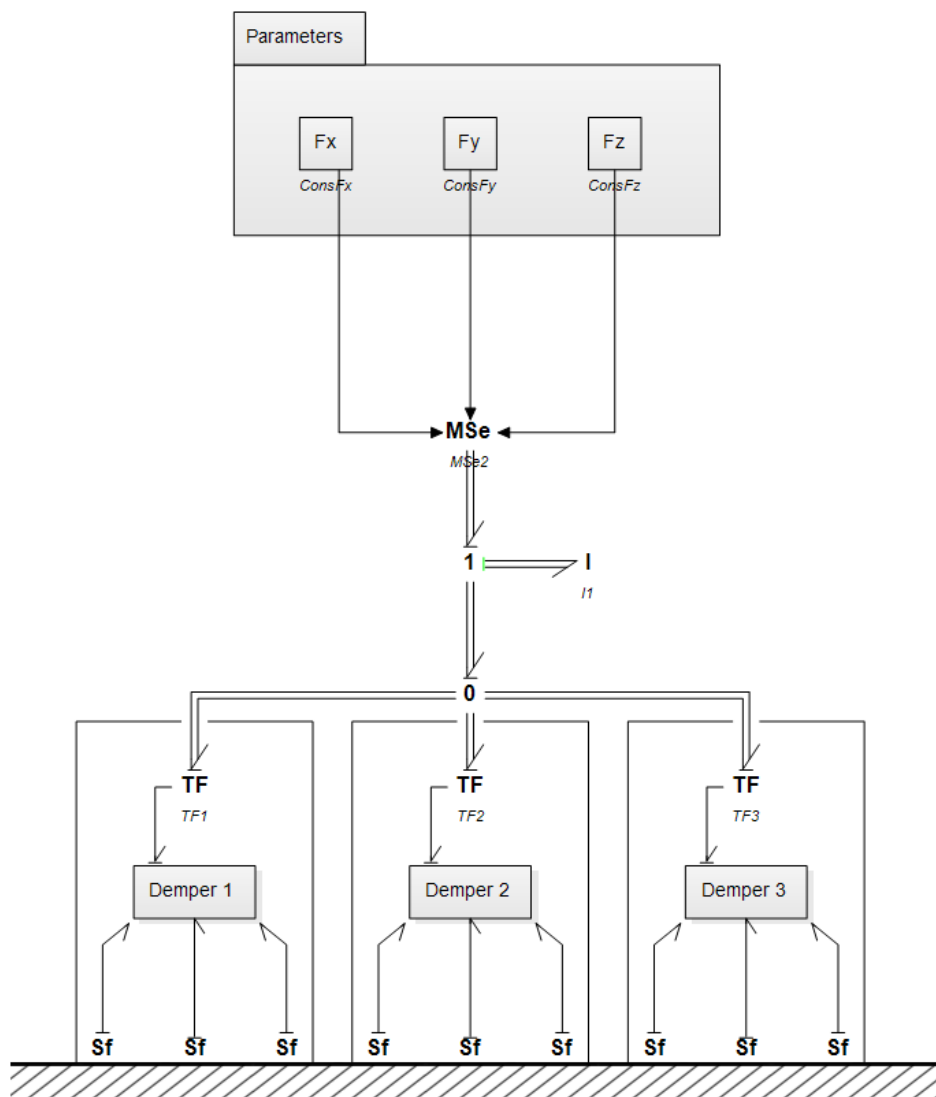 Parameters
Fx Fy Fz
ConsFx ConsFy ConsFz
MSe
MSe2
1 I
I1
0
TF TF TF
TF1 TF2 TF3
Demper 1 Demper 2 Demper 3
Sf Sf Sf Sf Sf Sf Sf Sf Sf